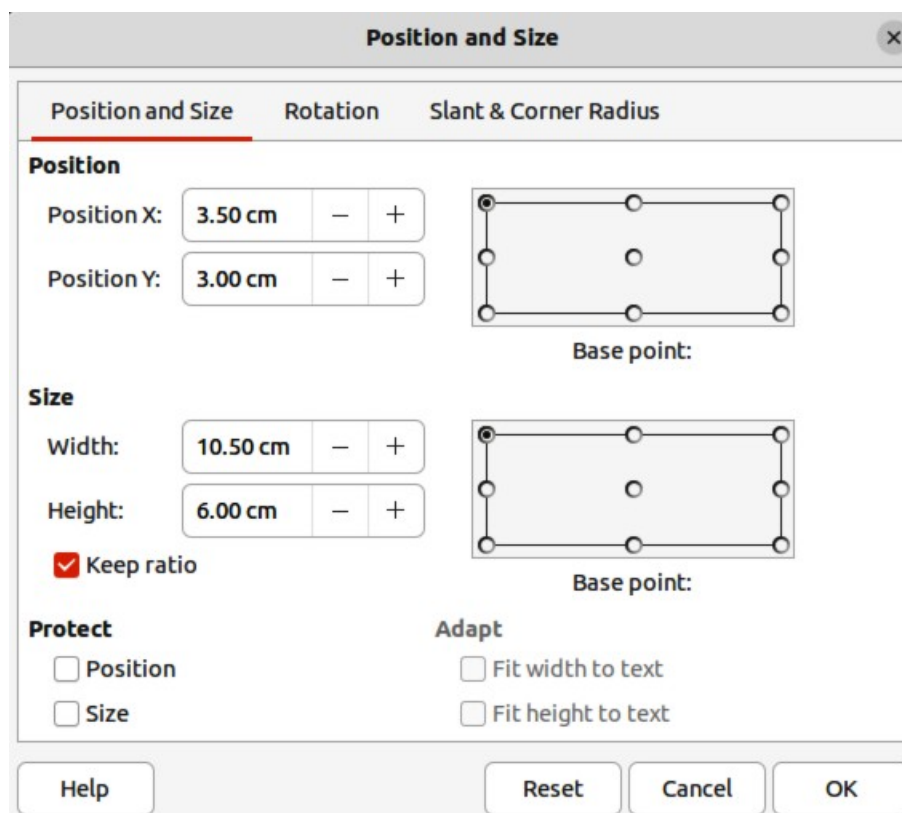 Position and Size
Position and Size Rotation Slant & Corner Radius
Position
Position X: 3.50 cm − +
Position Y: 3.00 cm − +
Base point:
Size
Width: 10.50 cm − +
Height: 6.00 cm − +
Keep ratio
Base point:
Protect Adapt
Position Fit width to text
Size Fit height to text
Help Reset Cancel OK